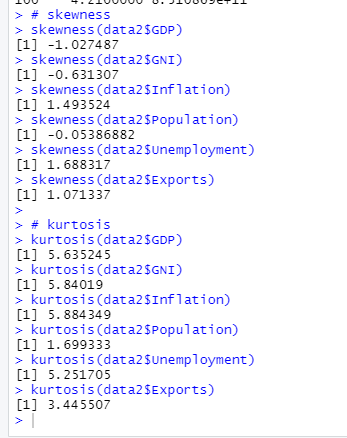 > # skewness
> skewness(data2$GDP)
[1] -1.027487
> skewness(data2$GNI)
[1] -0.631307
> skewness(data2$Inflation)
[1] 1.493524
> skewness(data2$Population)
[1] -0.05386882
> skewness(data2$Unemployment)
[1] 1.688317
> skewness(data2$Exports)
[1] 1.071337
>
> # kurtosis
> kurtosis(data2$GDP)
[1] 5.635245
> kurtosis(data2$GNI)
[1] 5.84019
> kurtosis(data2$Inflation)
[1] 5.884349
> kurtosis(data2$Population)
[1] 1.699333
> kurtosis(data2$Unemployment)
[1] 5.251705
> kurtosis(data2$Exports)
[1] 3.445507
>